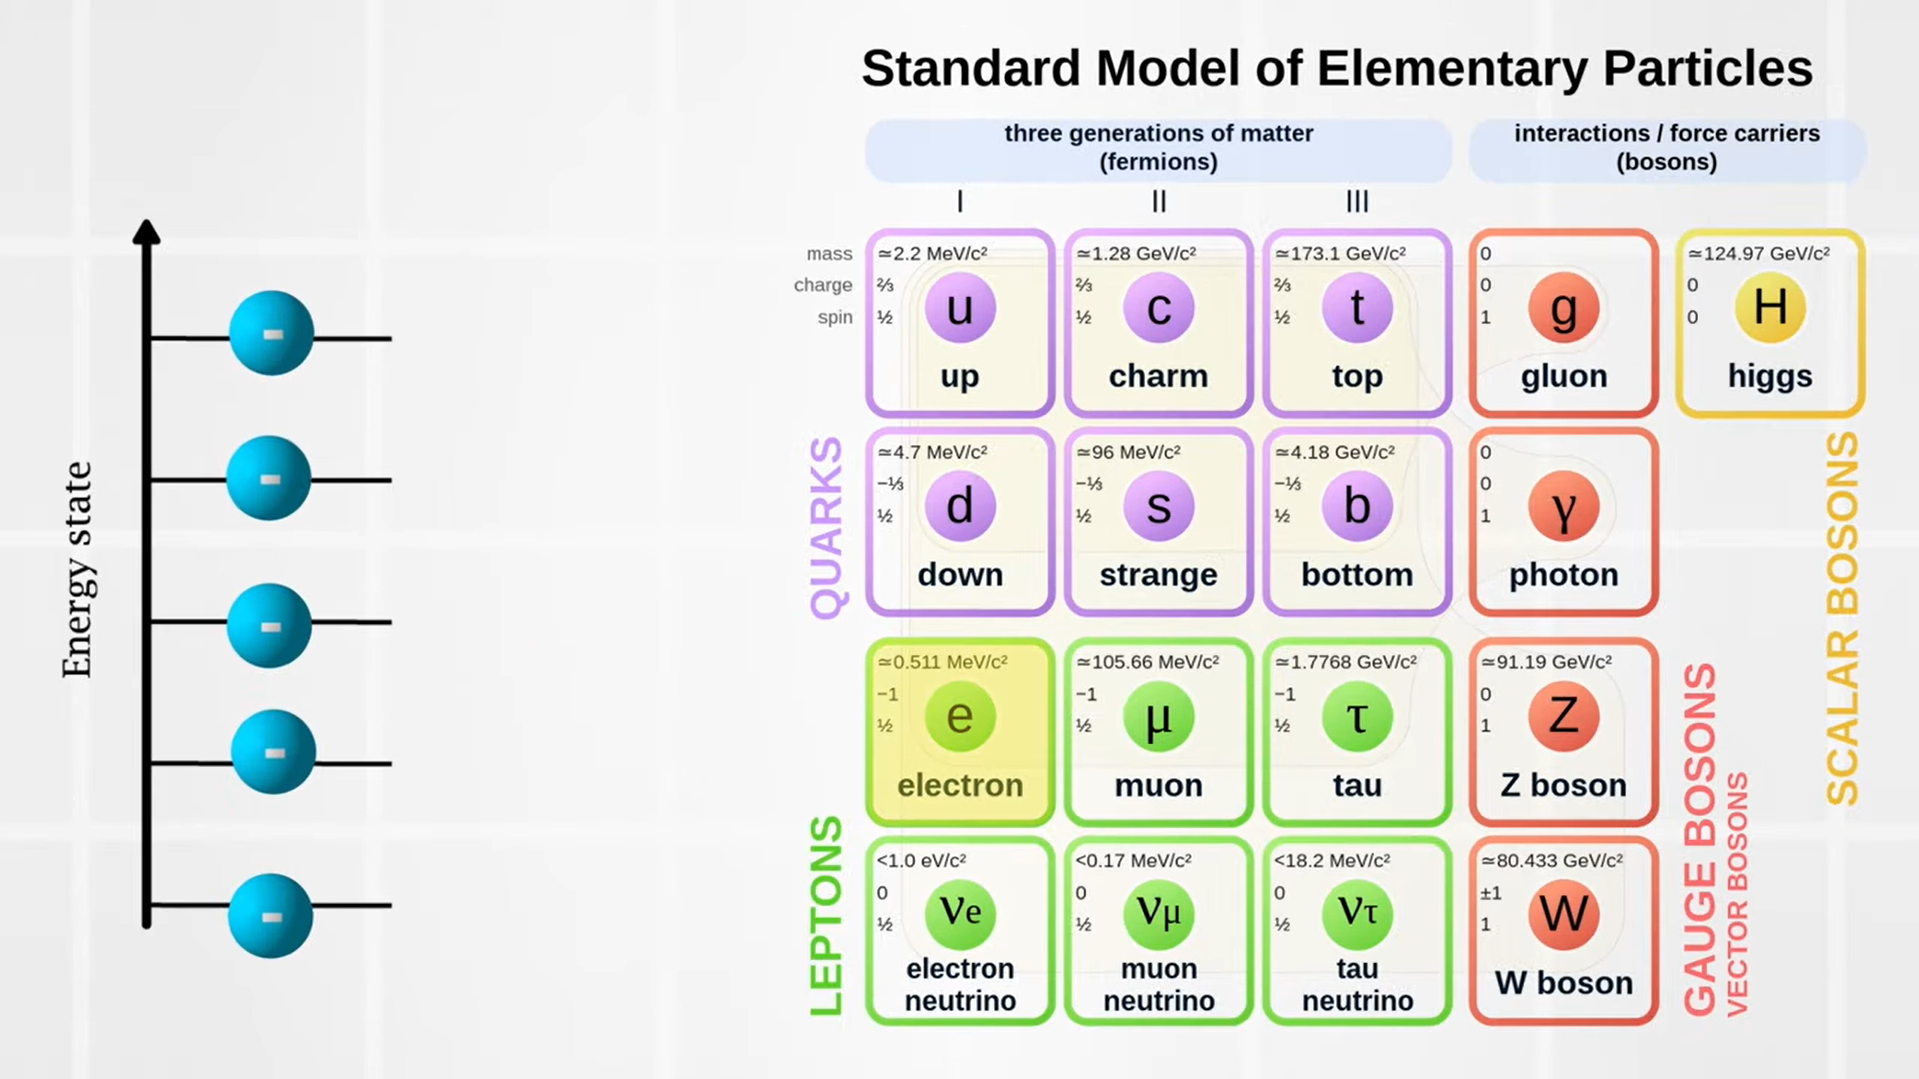 Standard Model of Elementary Particles
three generations of matter
(fermions)
interactions / force carriers
(bosons)
I
II
III
mass
charge
spin
≃2.2 MeV/c²
⅔
½
u
up
≃1.28 GeV/c²
⅔
½
c
charm
≃173.1 GeV/c²
⅔
½
t
top
0
0
1
g
gluon
≃124.97 GeV/c²
0
0
H
higgs
QUARKS
≃4.7 MeV/c²
−⅓
½
d
down
≃96 MeV/c²
−⅓
½
s
strange
≃4.18 GeV/c²
−⅓
½
b
bottom
0
0
1
γ
photon
SCALAR BOSONS
Energy state
-
-
-
-
-
LEPTONS
≃0.511 MeV/c²
−1
½
e
electron
≃105.66 MeV/c²
−1
½
μ
muon
≃1.7768 GeV/c²
−1
½
τ
tau
≃91.19 GeV/c²
0
1
Z
Z boson
<1.0 eV/c²
0
½
νe
electron
neutrino
<0.17 MeV/c²
0
½
νμ
muon
neutrino
<18.2 MeV/c²
0
½
ντ
tau
neutrino
≃80.433 GeV/c²
±1
1
W
W boson
GAUGE BOSONS
VECTOR BOSONS